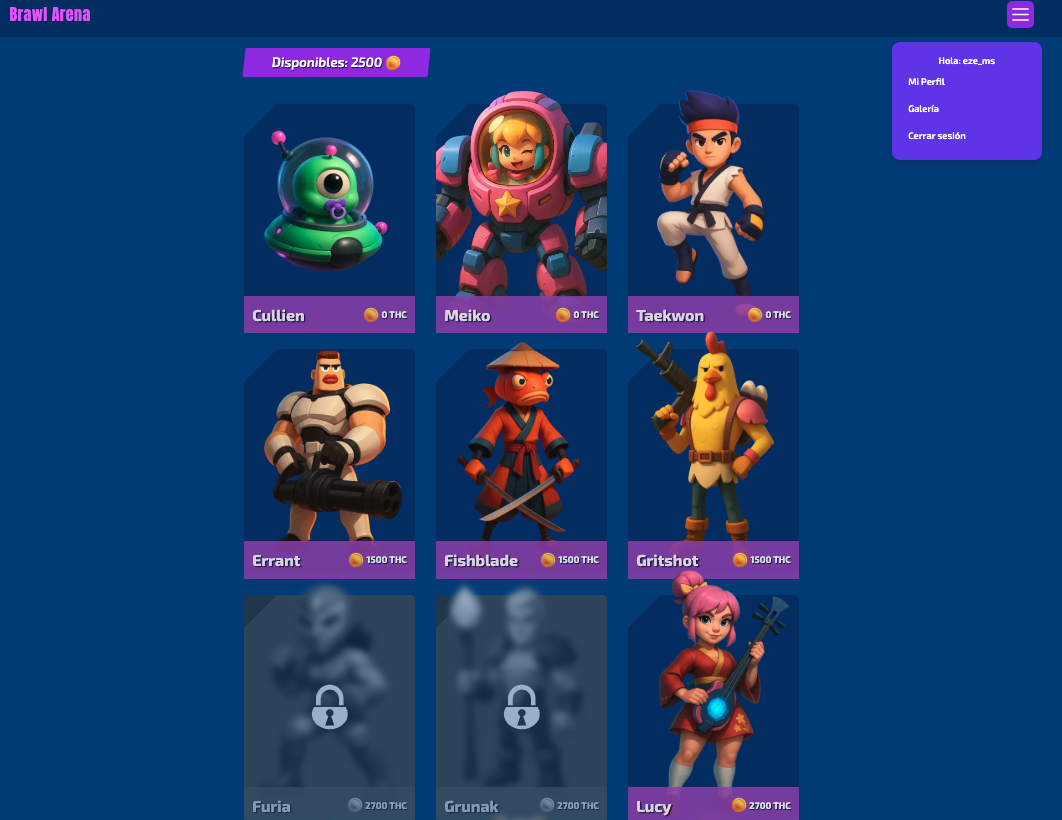 Brawl Arena
Disponibles: 2500
Hola: eze_ms
Mi Perfil
Galería
Cerrar sesión
Cullien 0 THC
Meiko 0 THC
Taekwon 0 THC
Errant 1500 THC
Fishblade 1500 THC
Gritshot 1500 THC
Furia 2700 THC
Grunak 2700 THC
Lucy 2700 THC